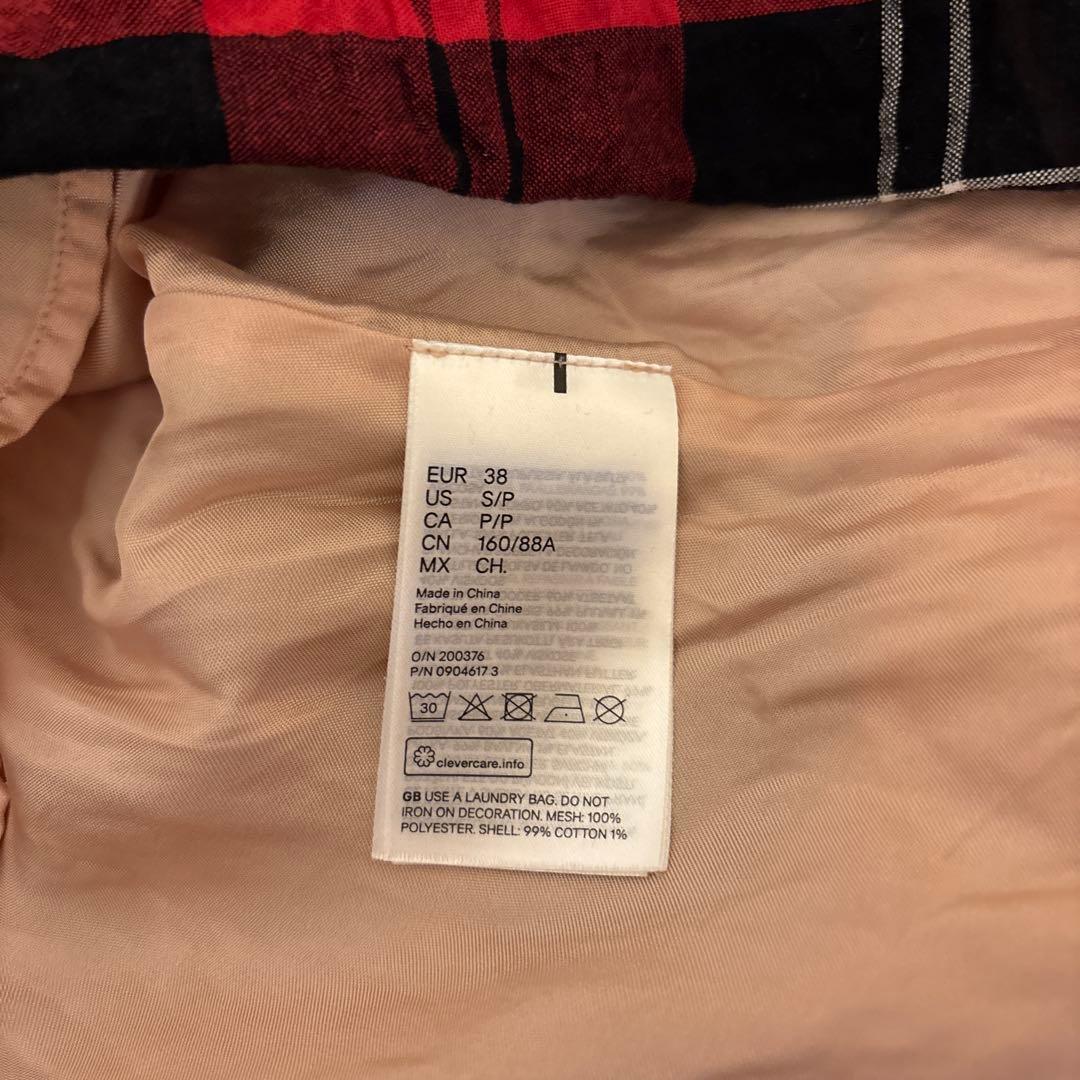 EUR 38
US S/P
CA P/P
CN 160/88A
MX CH.
Made in China
Fabriqué en Chine
Hecho en China
O/N 200376
P/N 0904617 3
30
clevercare.info
GB USE A LAUNDRY BAG. DO NOT
IRON ON DECORATION. MESH: 100%
POLYESTER. SHELL: 99% COTTON 1%